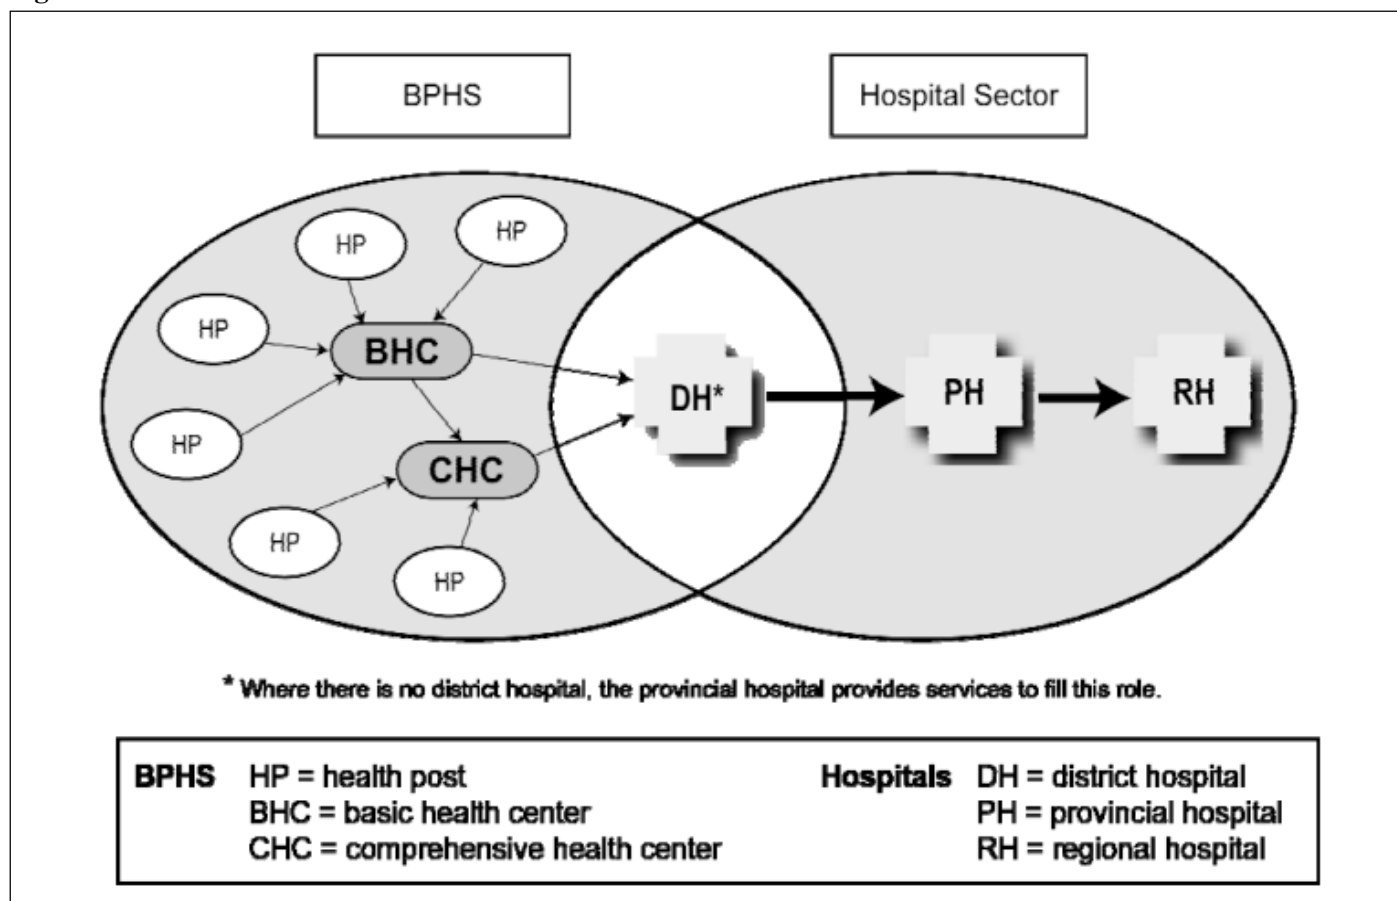 BPHS
Hospital Sector
HP
HP
HP
BHC
HP
CHC
HP
HP
DH*
PH
RH
* Where there is no district hospital, the provincial hospital provides services to fill this role.
BPHS HP = health post
BHC = basic health center
CHC = comprehensive health center
Hospitals DH = district hospital
PH = provincial hospital
RH = regional hospital